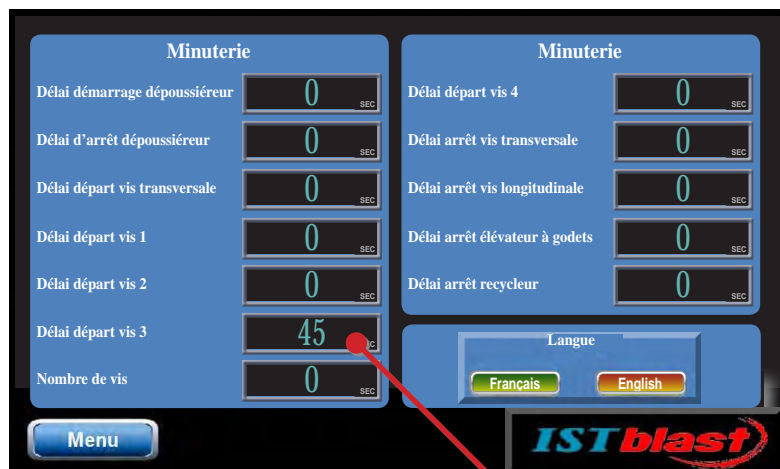 Minuterie
Délai démarrage dépoussiéreur 0 SEC
Délai d'arrêt dépoussiéreur 0 SEC
Délai départ vis transversale 0 SEC
Délai départ vis 1 0 SEC
Délai départ vis 2 0 SEC
Délai départ vis 3 45
Nombre de vis 0 SEC
Minuterie
Délai départ vis 4 0 SEC
Délai arrêt vis transversale 0 SEC
Délai arrêt vis longitudinale 0 SEC
Délai arrêt élévateur à godets 0 SEC
Délai arrêt recycleur 0 SEC
Langue
Français English
Menu
ISTblast